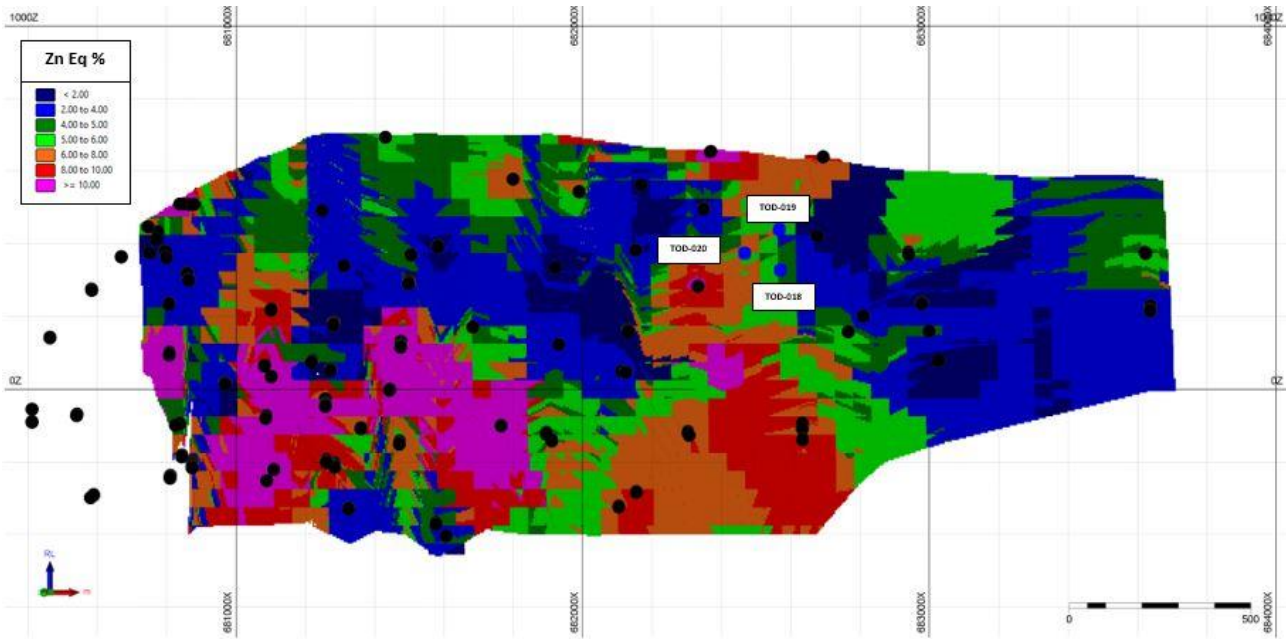 1000Z
681000X
682000X
683000X
684000X
1000Z
Zn Eq %
< 2.00
2.00 to 4.00
4.00 to 5.00
5.00 to 6.00
6.00 to 8.00
8.00 to 10.00
>= 10.00
TOD-019
TOD-020
TOD-018
0Z
0Z
RL
681000X
682000X
683000X
684000X
0
500